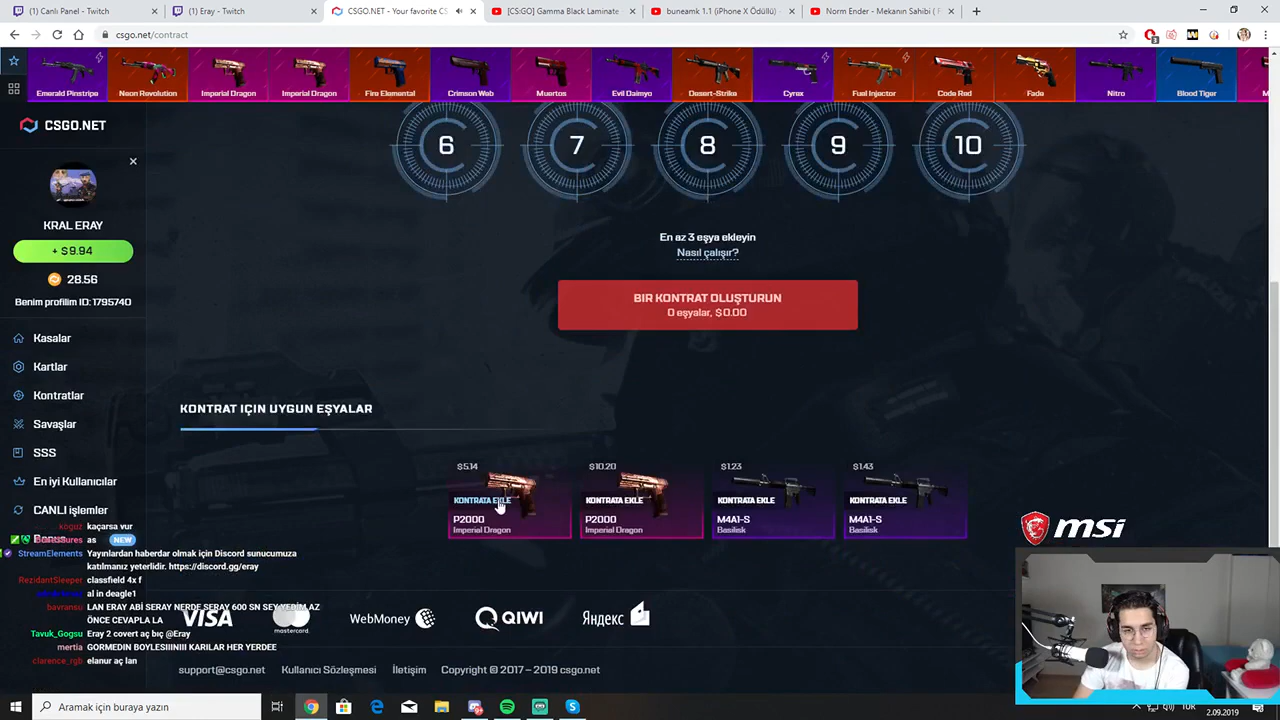 (1) Canlı Panel - Twitch
(1) Eray - Twitch
CSGO.NET - Your favorite CS
[CS:GO] Gamma Black Laminate
buneamk 1.1 (iPhone X Ödüllü)
Norm Ender - Mekanın Sahibi ( F
csgo.net/contract
Emerald Pinstripe
Neon Revolution
Imperial Dragon
Imperial Dragon
Fire Elemental
Crimson Web
Muertos
Evil Daimyo
Desert-Strike
Cyrex
Fuel Injector
Code Red
Fade
Nitro
Blood Tiger
CSGO.NET
6
7
8
9
10
KRAL ERAY
+ $9.94
28.56
Benim profilim ID: 1795740
En az 3 eşya ekleyin
Nasıl çalışır?
BIR KONTRAT OLUŞTURUN
0 eşyalar, $0.00
Kasalar
Kartlar
Kontratlar
Savaşlar
SSS
En iyi Kullanıcılar
CANLI işlemler
KONTRAT IÇIN UYGUN EŞYALAR
$5.14
KONTRATA EKLE
P2000
Imperial Dragon
$10.20
KONTRATA EKLE
P2000
Imperial Dragon
$1.23
KONTRATA EKLE
M4A1-S
Basilisk
$1.43
KONTRATA EKLE
M4A1-S
Basilisk
koguz kaçarsa vur
as NEW
StreamElements Yayınlardan haberdar olmak için Discord sunucumuza
katılmanız yeterlidir. https://discord.gg/eray
RezidantSleeper classfield 4x f
al in deagle1
bavransu LAN ERAY ABİ SERAY NERDE SERAY 600 SN SEY YEDİM AZ
ÖNCE CEVAPLA LA
Tavuk_Gogsu Eray 2 covert aç bıç @Eray
mertia GORMEDIN BOYLESIIINIII KARILAR HER YERDEE
clarence_rgb elanur aç lan
VISA
mastercard
WebMoney
QIWI
Яндекс
support@csgo.net
Kullanıcı Sözleşmesi
İletişim
Copyright © 2017 – 2019 csgo.net
msi
Aramak için buraya yazın
TUR
2.09.2019